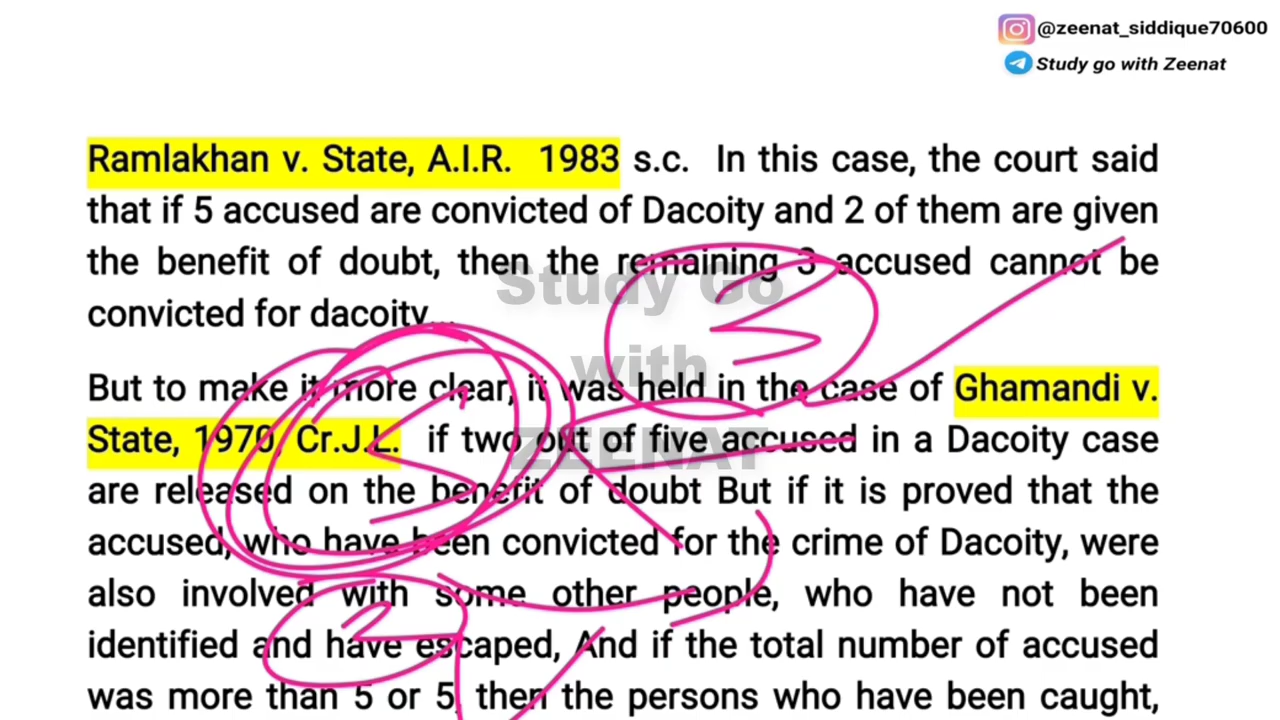 @zeenat_siddique70600
Study go with Zeenat
Ramlakhan v. State, A.I.R. 1983 s.c. In this case, the court said
that if 5 accused are convicted of Dacoity and 2 of them are given
the benefit of doubt, then the remaining 3 accused cannot be
convicted for dacoity...
But to make it more clear, it was held in the case of Ghamandi v.
State, 1970, Cr.J.L. if two out of five accused in a Dacoity case
are released on the benefit of doubt But if it is proved that the
accused, who have been convicted for the crime of Dacoity, were
also involved with some other people, who have not been
identified and have escaped, And if the total number of accused
was more than 5 or 5, then the persons who have been caught,
Study Go
with
ZEENAT
3
2